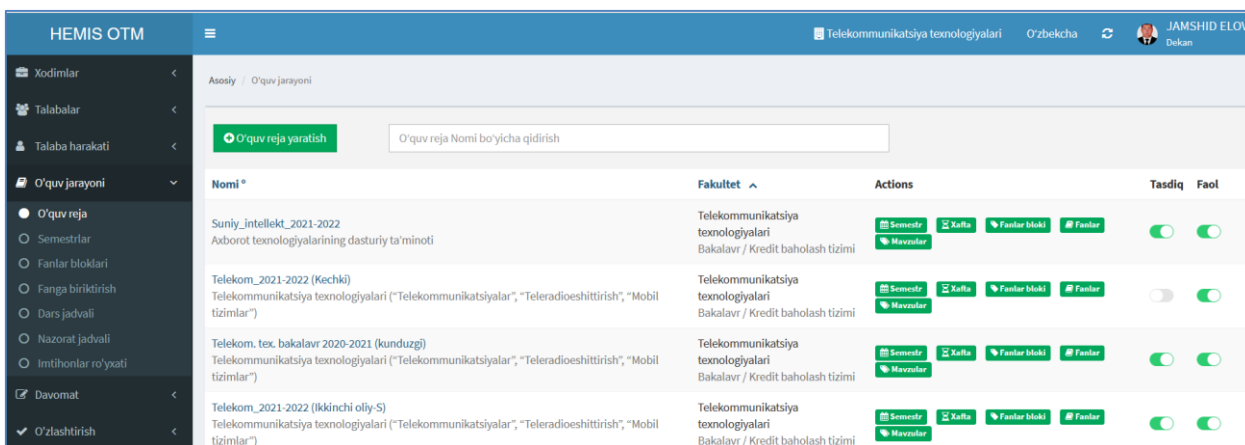 HEMIS OTM
Telekommunikatsiya texnologiyalari O'zbekcha JAMSHID ELOV
Dekan
Xodimlar
Talabalar
Talaba harakati
O'quv jarayoni
O'quv reja
Semestrlar
Fanlar bloklari
Fanga biriktirish
Dars jadvali
Nazorat jadvali
Imtihonlar ro'yxati
Davomat
O'zlashtirish
Asosiy / O'quv jarayoni
O'quv reja yaratish O'quv reja Nomi bo'yicha qidirish
Nomi Fakultet Actions Tasdiq Faol
Suniy_intellekt_2021-2022
Axborot texnologiyalarining dasturiy ta'minoti
Telekommunikatsiya
texnologiyalari
Bakalavr / Kredit baholash tizimi
Semestr Xafta Fanlar bloki Fanlar
Mavzular
Telekom_2021-2022 (Kechki)
Telekommunikatsiya texnologiyalari ("Telekommunikatsiyalar", "Teleradioeshittirish", "Mobil
tizimlar")
Telekommunikatsiya
texnologiyalari
Bakalavr / Kredit baholash tizimi
Semestr Xafta Fanlar bloki Fanlar
Mavzular
Telekom. tex. bakalavr 2020-2021 (kunduzgi)
Telekommunikatsiya texnologiyalari ("Telekommunikatsiyalar", "Teleradioeshittirish", "Mobil
tizimlar")
Telekommunikatsiya
texnologiyalari
Bakalavr / Kredit baholash tizimi
Semestr Xafta Fanlar bloki Fanlar
Mavzular
Telekom_2021-2022 (Ikkinchi oliy-S)
Telekommunikatsiya texnologiyalari ("Telekommunikatsiyalar", "Teleradioeshittirish", "Mobil
tizimlar")
Telekommunikatsiya
texnologiyalari
Bakalavr / Kredit baholash tizimi
Semestr Xafta Fanlar bloki Fanlar
Mavzular